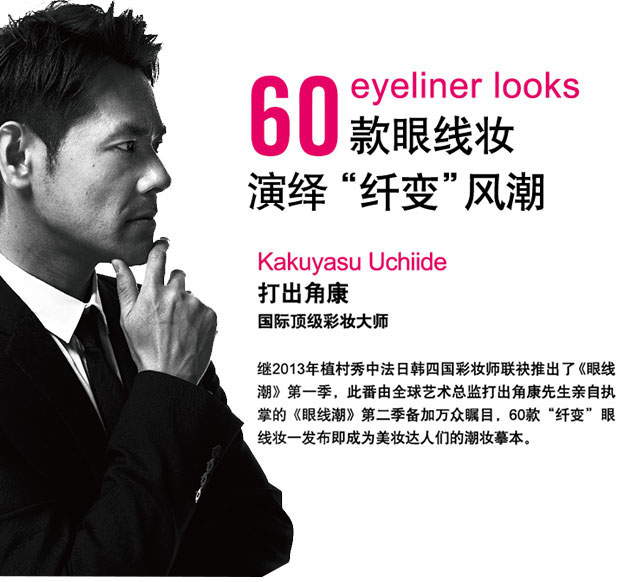 60 eyeliner looks
款眼线妆
演绎“纤变”风潮
Kakuyasu Uchiide
打出角康
国际顶级彩妆大师
继2013年植村秀中法日韩四国彩妆师联袂推出了《眼线
潮》第一季，此番由全球艺术总监打出角康先生亲自执
掌的《眼线潮》第二季备加万众瞩目，60款“纤变” 眼
线妆一发布即成为美妆达人们的潮妆摹本。